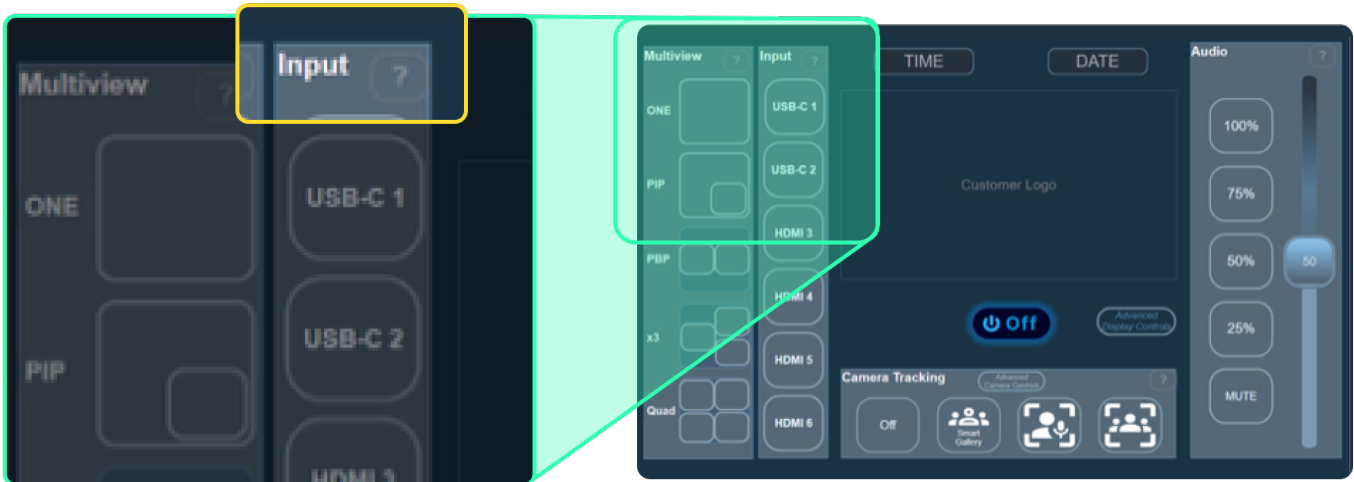 Multiview ?
Input ?
ONE
USB-C 1
USB-C 2
PIP
HDMI 3
Multiview ?
ONE
PIP
PBP
x3
Quad
Input ?
USB-C 1
USB-C 2
HDMI 3
HDMI 4
HDMI 5
HDMI 6
TIME
DATE
Customer Logo
Off
Advanced
Display Controls
Camera Tracking
Advanced
Camera Controls
?
Off
Smart
Gallery
Audio ?
100%
75%
50%
50
25%
MUTE